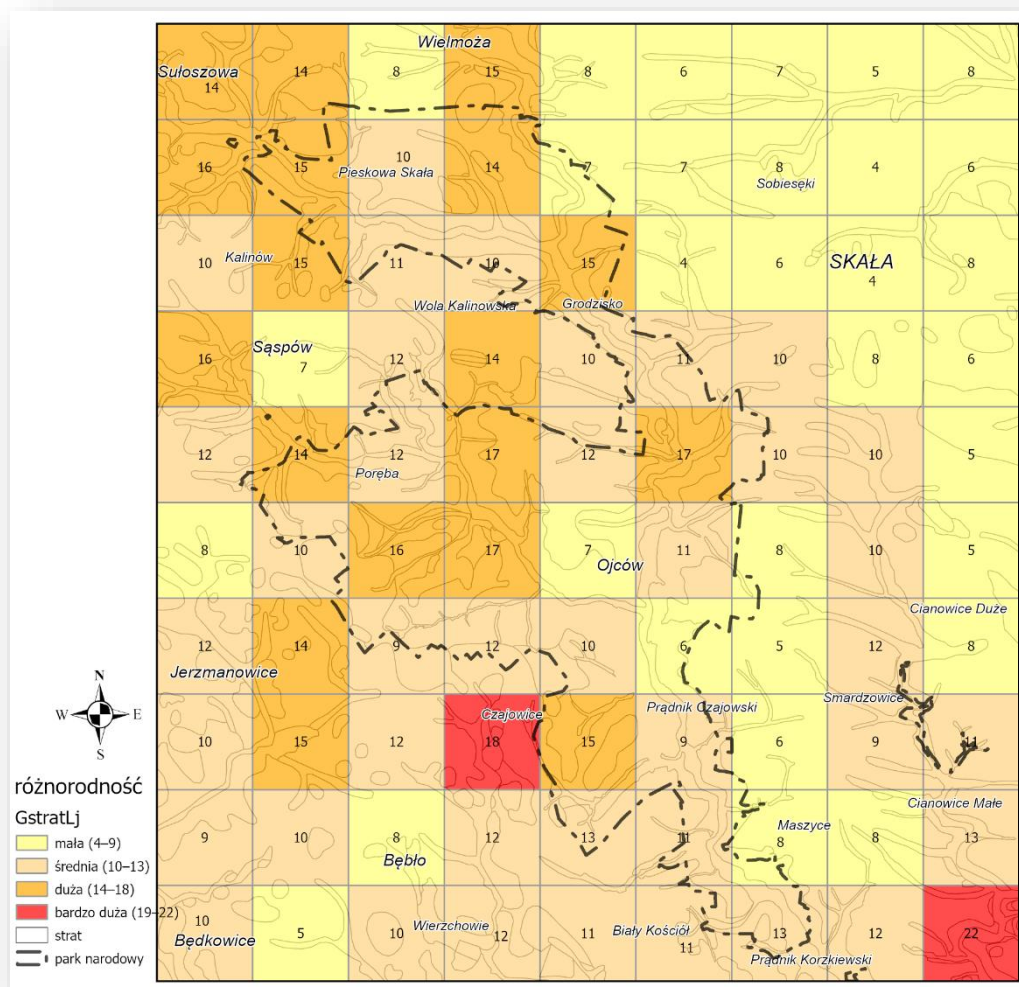 Wielmoża
Sułoszowa
14 14 8 15 8 6 7 5 8
16 15 10 14 7 7 8 4 6
Pieskowa Skała
Sobiesęki
10 Kalinów 15 11 10 15 4 6 SKAŁA 4 8
Wola Kalinowska
Grodzisko
16 Sąspów 7 12 14 10 11 10 8 6
12 14 12 17 12 17 10 10 5
Poręba
8 10 16 17 7 11 8 10 5
Ojców
Cianowice Duże
12 14 9 12 10 6 5 12 8
Jerzmanowice
Smardzowice
Czajowice
Prądnik Czajowski
10 15 12 18 15 9 6 9 11
Cianowice Małe
Maszyce
9 10 8 12 13 11 8 8 13
Bębło
10 5 10 12 11 11 13 12 22
Będkowice
Wierzchowie
Biały Kościół
Prądnik Korzkiewski
N
W E
S
różnorodność
GstratLj
mała (4–9)
średnia (10–13)
duża (14–18)
bardzo duża (19–22)
strat
park narodowy